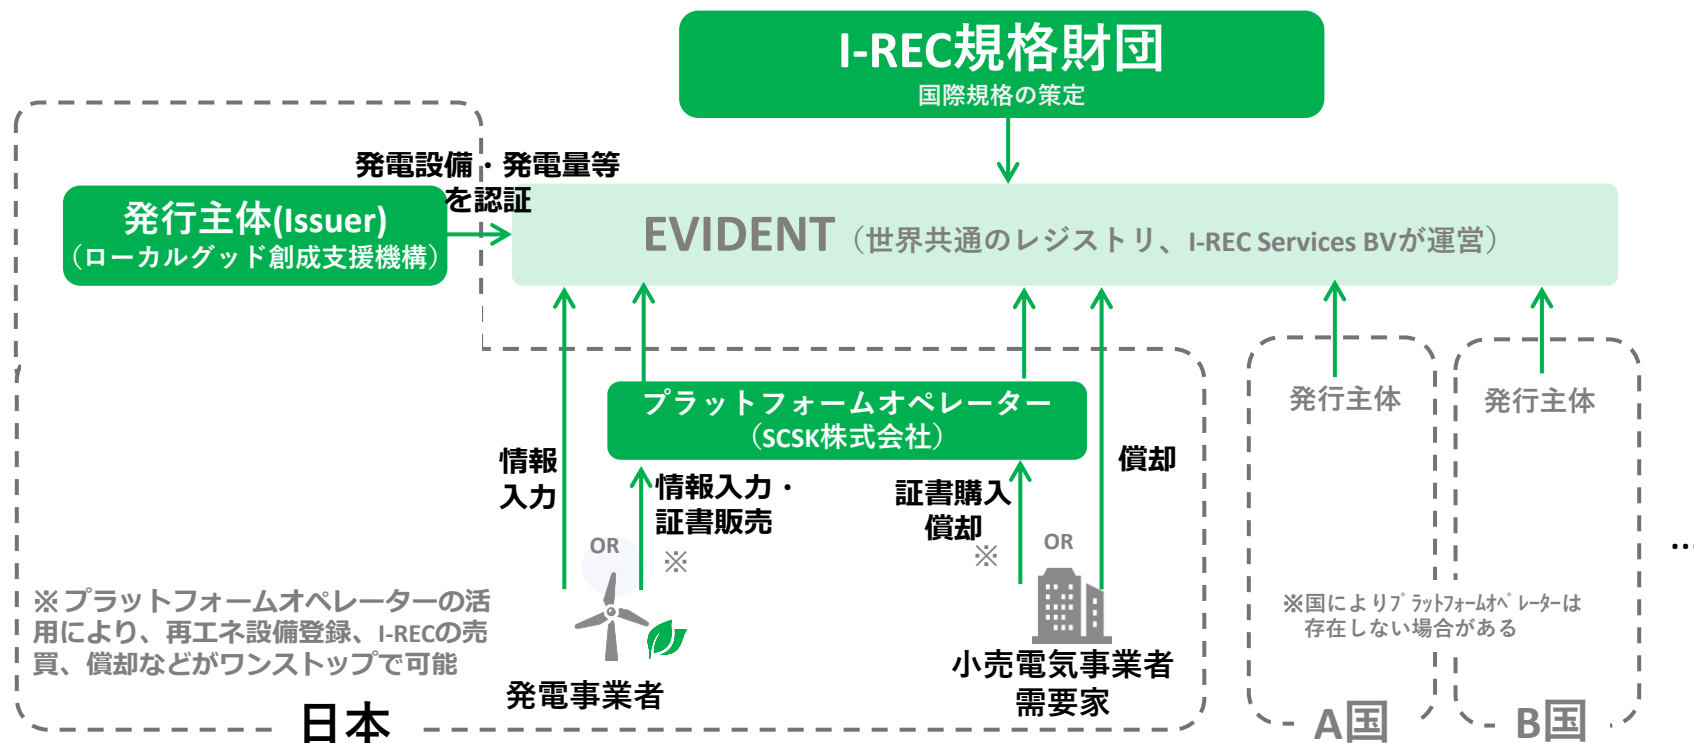 I-REC規格財団
国際規格の策定
発電設備・発電量等
を認証
発行主体(Issuer)
（ローカルグッド創成支援機構）
EVIDENT（世界共通のレジストリ、I-REC Services BVが運営）
プラットフォームオペレーター
（SCSK株式会社）
発行主体
発行主体
情報
入力
情報入力・
証書販売
※
証書購入
償却
※
償却
OR
OR
…
※プラットフォームオペレーターの活
用により、再エネ設備登録、I-RECの売
買、償却などがワンストップで可能
※国によりﾌﾟﾗｯﾄﾌｫｰﾑｵﾍﾟﾚｰﾀｰは
存在しない場合がある
発電事業者
小売電気事業者
需要家
日本
A国
B国